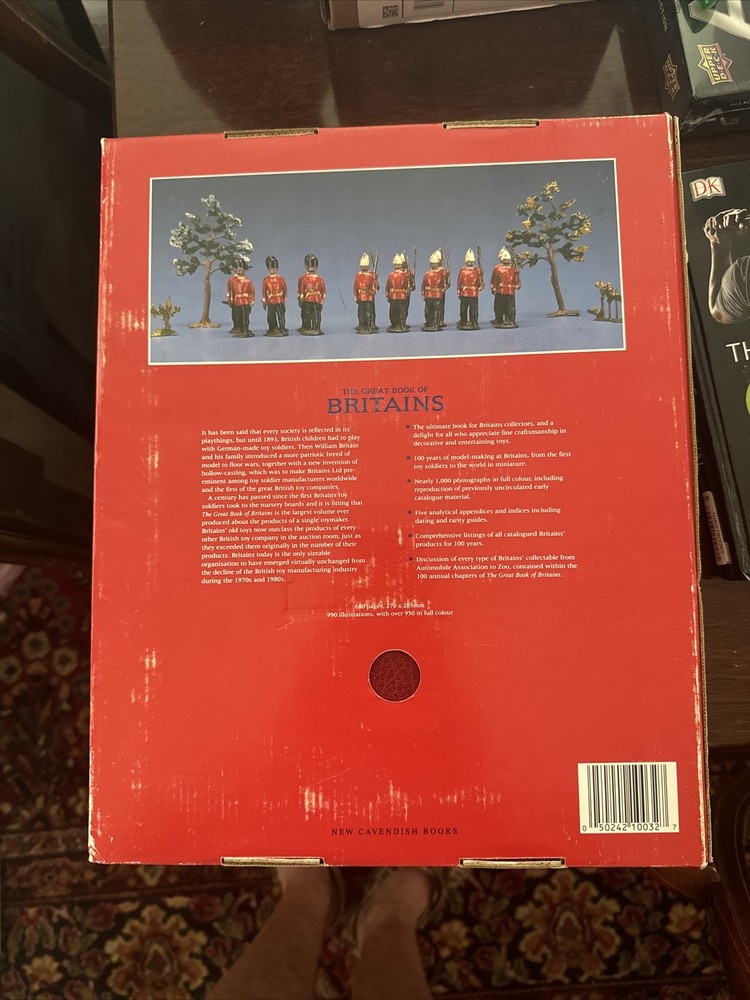 UPPER DECK
DK
TH
THE GREAT BOOK OF
BRITAINS
It has been said that every society is reflected in its
playthings, but until 1893, British children had to play
with German-made toy soldiers. Then William Britain
and his family introduced a more patriotic breed of
model to floor wars, together with a new invention of
hollow-casting, which was to make Britains Ltd pre-
eminent among toy soldier manufacturers worldwide
and the first of the great British toy companies.
A century has passed since the first Britains toy
soldiers took to the nursery boards and it is fitting that
The Great Book of Britains is the largest volume ever
produced about the products of a single toymaker.
Britains' old toys now outclass the products of every
other British toy company in the auction room, just as
they exceeded them originally in the number of their
products. Britains today is the only sizeable
organisation to have emerged virtually unchanged from
the decline of the British toy manufacturing industry
during the 1970s and 1980s.
• The ultimate book for Britains collectors, and a
delight for all who appreciate fine craftsmanship in
decorative and entertaining toys.
• 100 years of model-making at Britains, from the first
toy soldiers to the world in miniature.
• Nearly 1,000 photographs in full colour, including
reproduction of previously uncirculated early
catalogue material.
• Five analytical appendices and indices including
dating and rarity guides.
• Comprehensive listings of all catalogued Britains'
products for 100 years.
• Discussion of every type of Britains' collectable from
Automobile Association to Zoo, contained within the
100 annual chapters of The Great Book of Britains.
640 pages, 270 x 285mm
990 illustrations, with over 950 in full colour
NEW CAVENDISH BOOKS
0 50242 10032 7